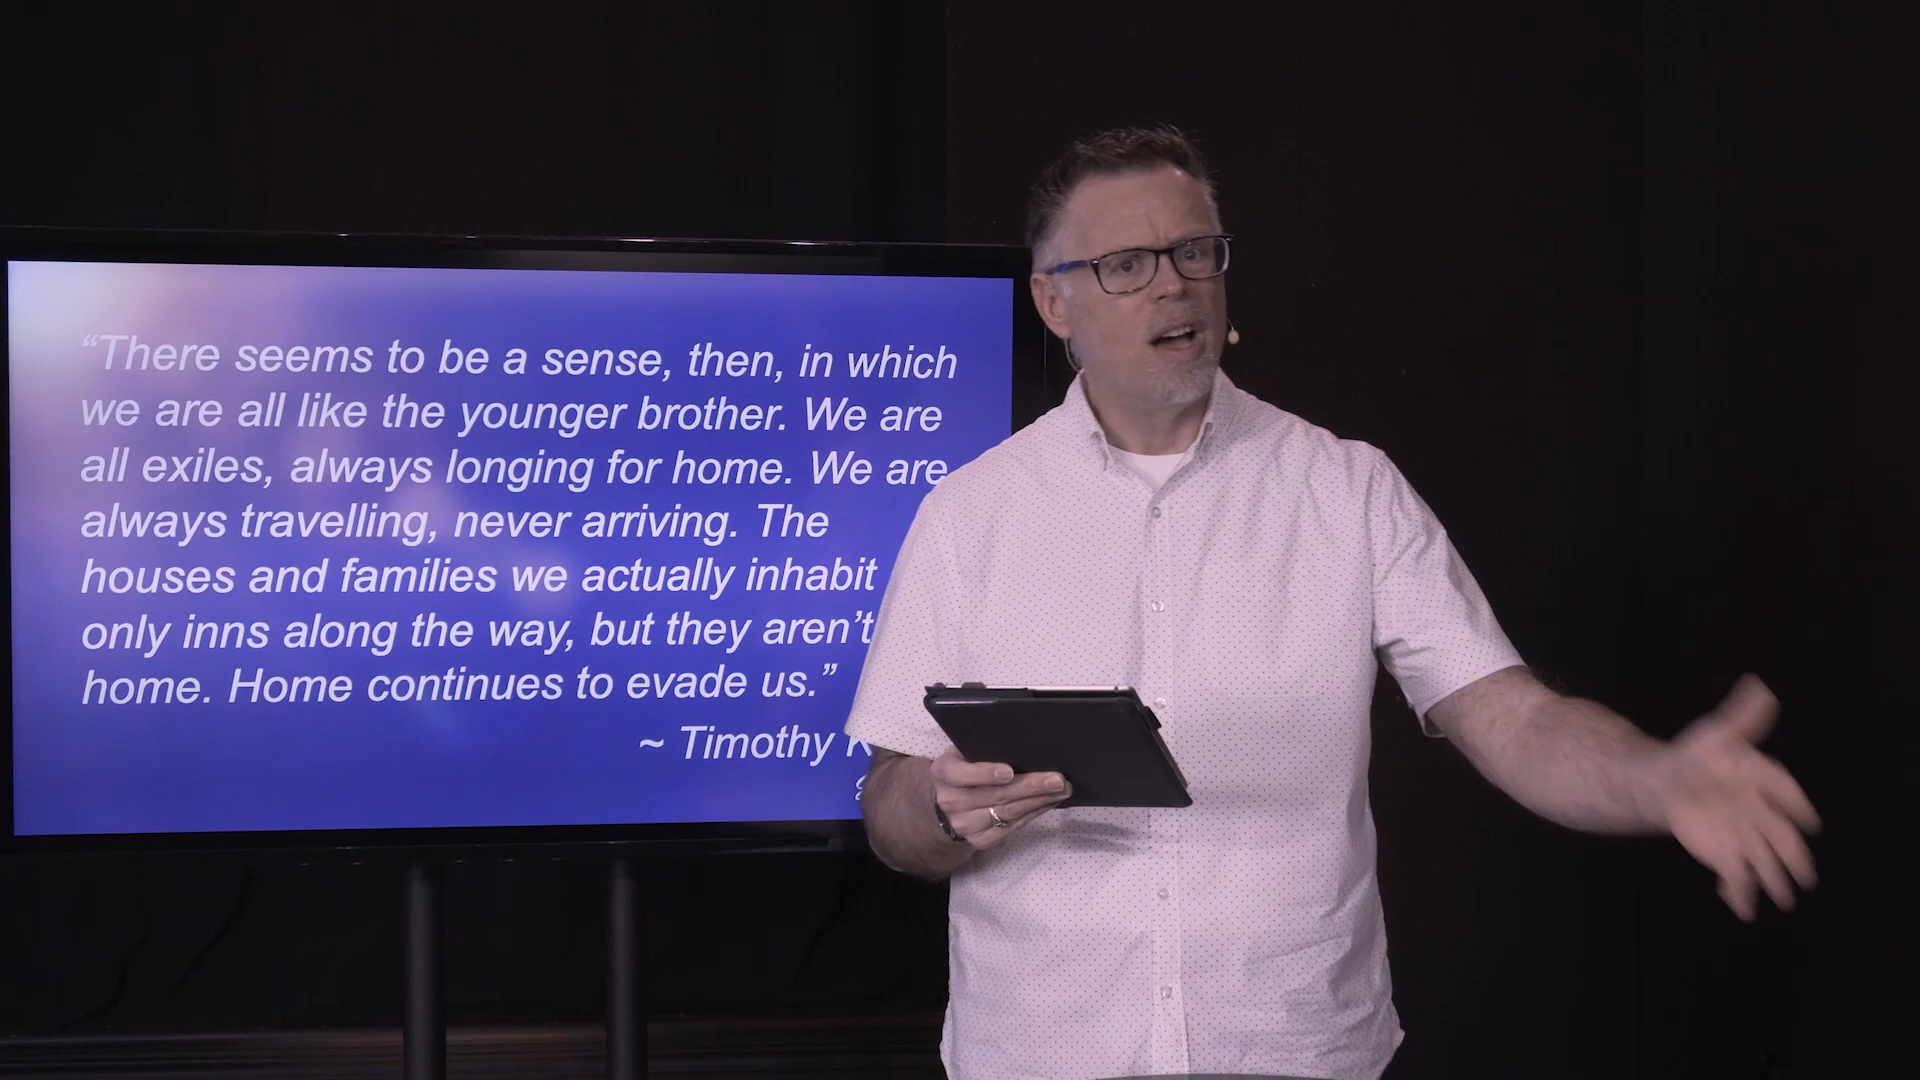 “There seems to be a sense, then, in which
we are all like the younger brother. We are
all exiles, always longing for home. We are
always travelling, never arriving. The
houses and families we actually inhabit
only inns along the way, but they aren’t
home. Home continues to evade us.”
~ Timothy